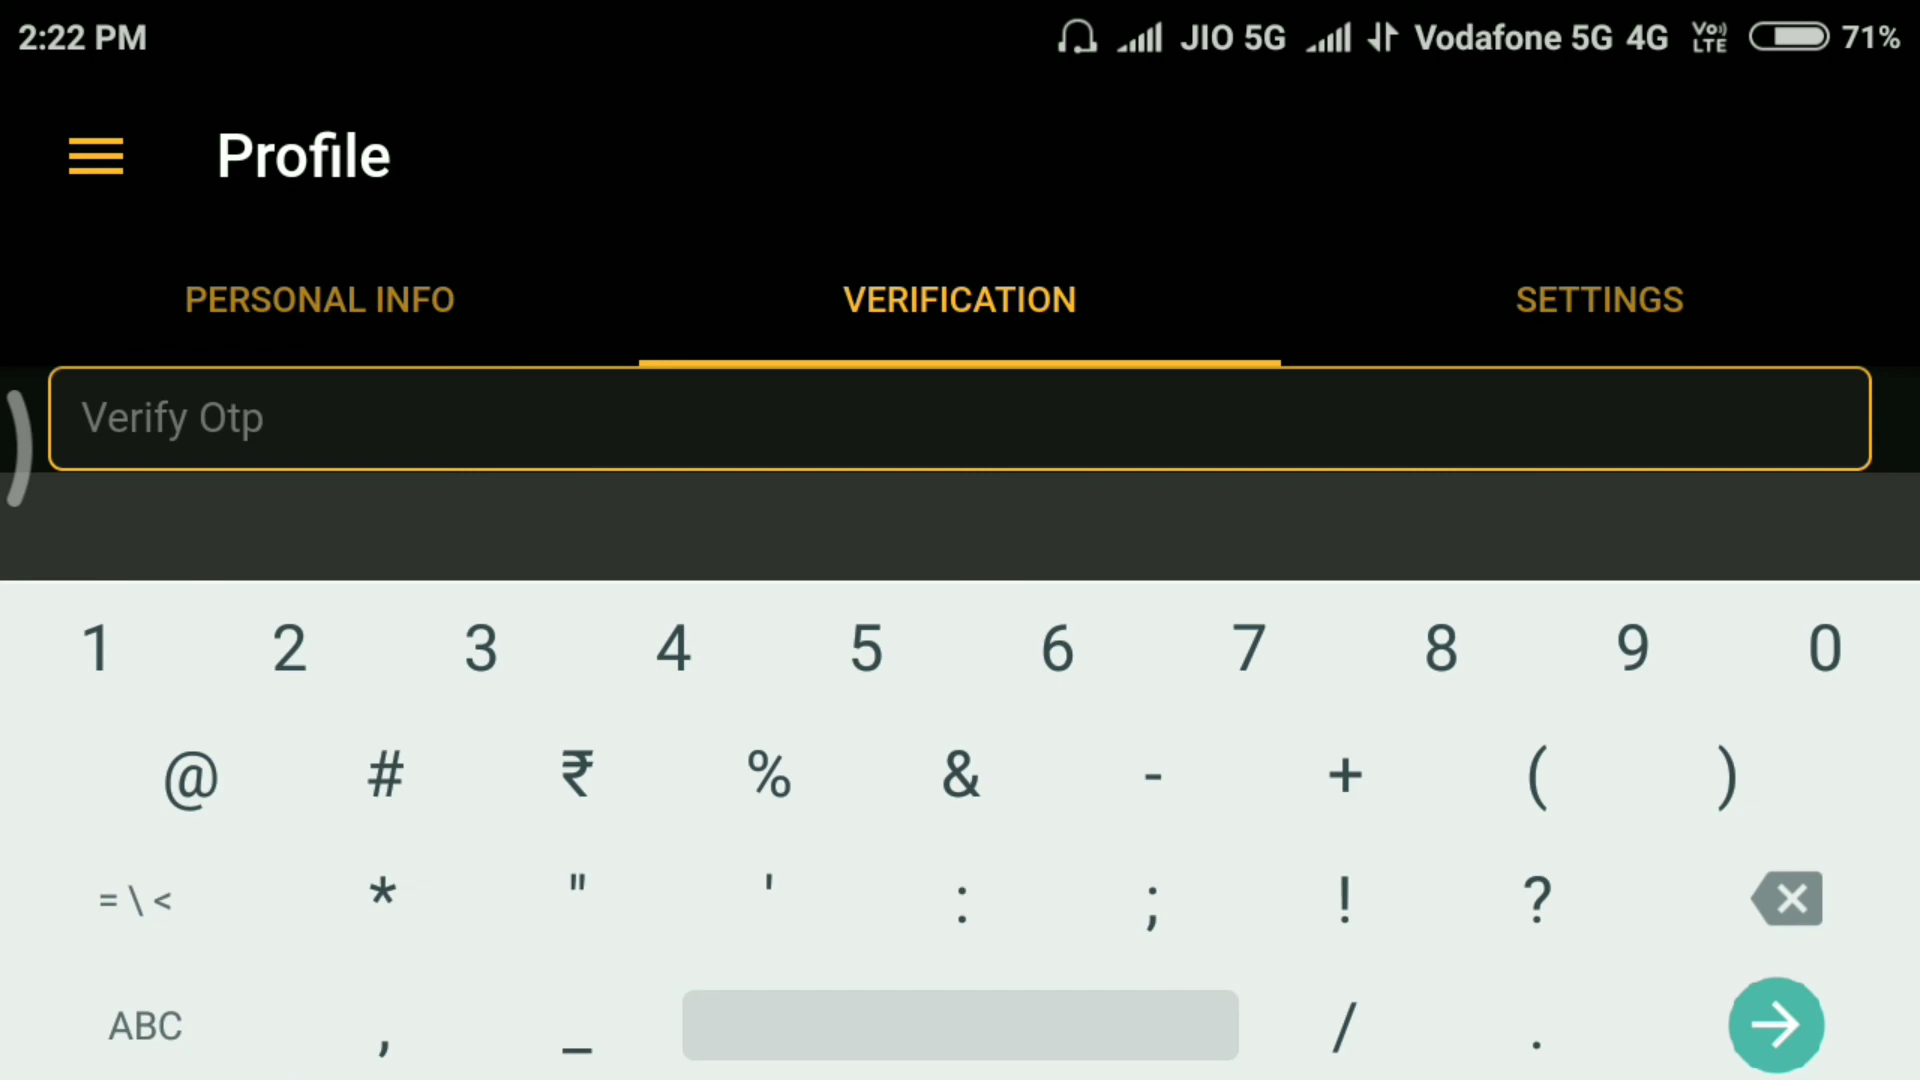 2:22 PM JIO 5G Vodafone 5G 4G Vo)) LTE 71%
Profile
PERSONAL INFO VERIFICATION SETTINGS
Verify Otp
1 2 3 4 5 6 7 8 9 0
@ # ₹ % & - + ( )
= \ < * " ' : ; ! ?
ABC , _ / .